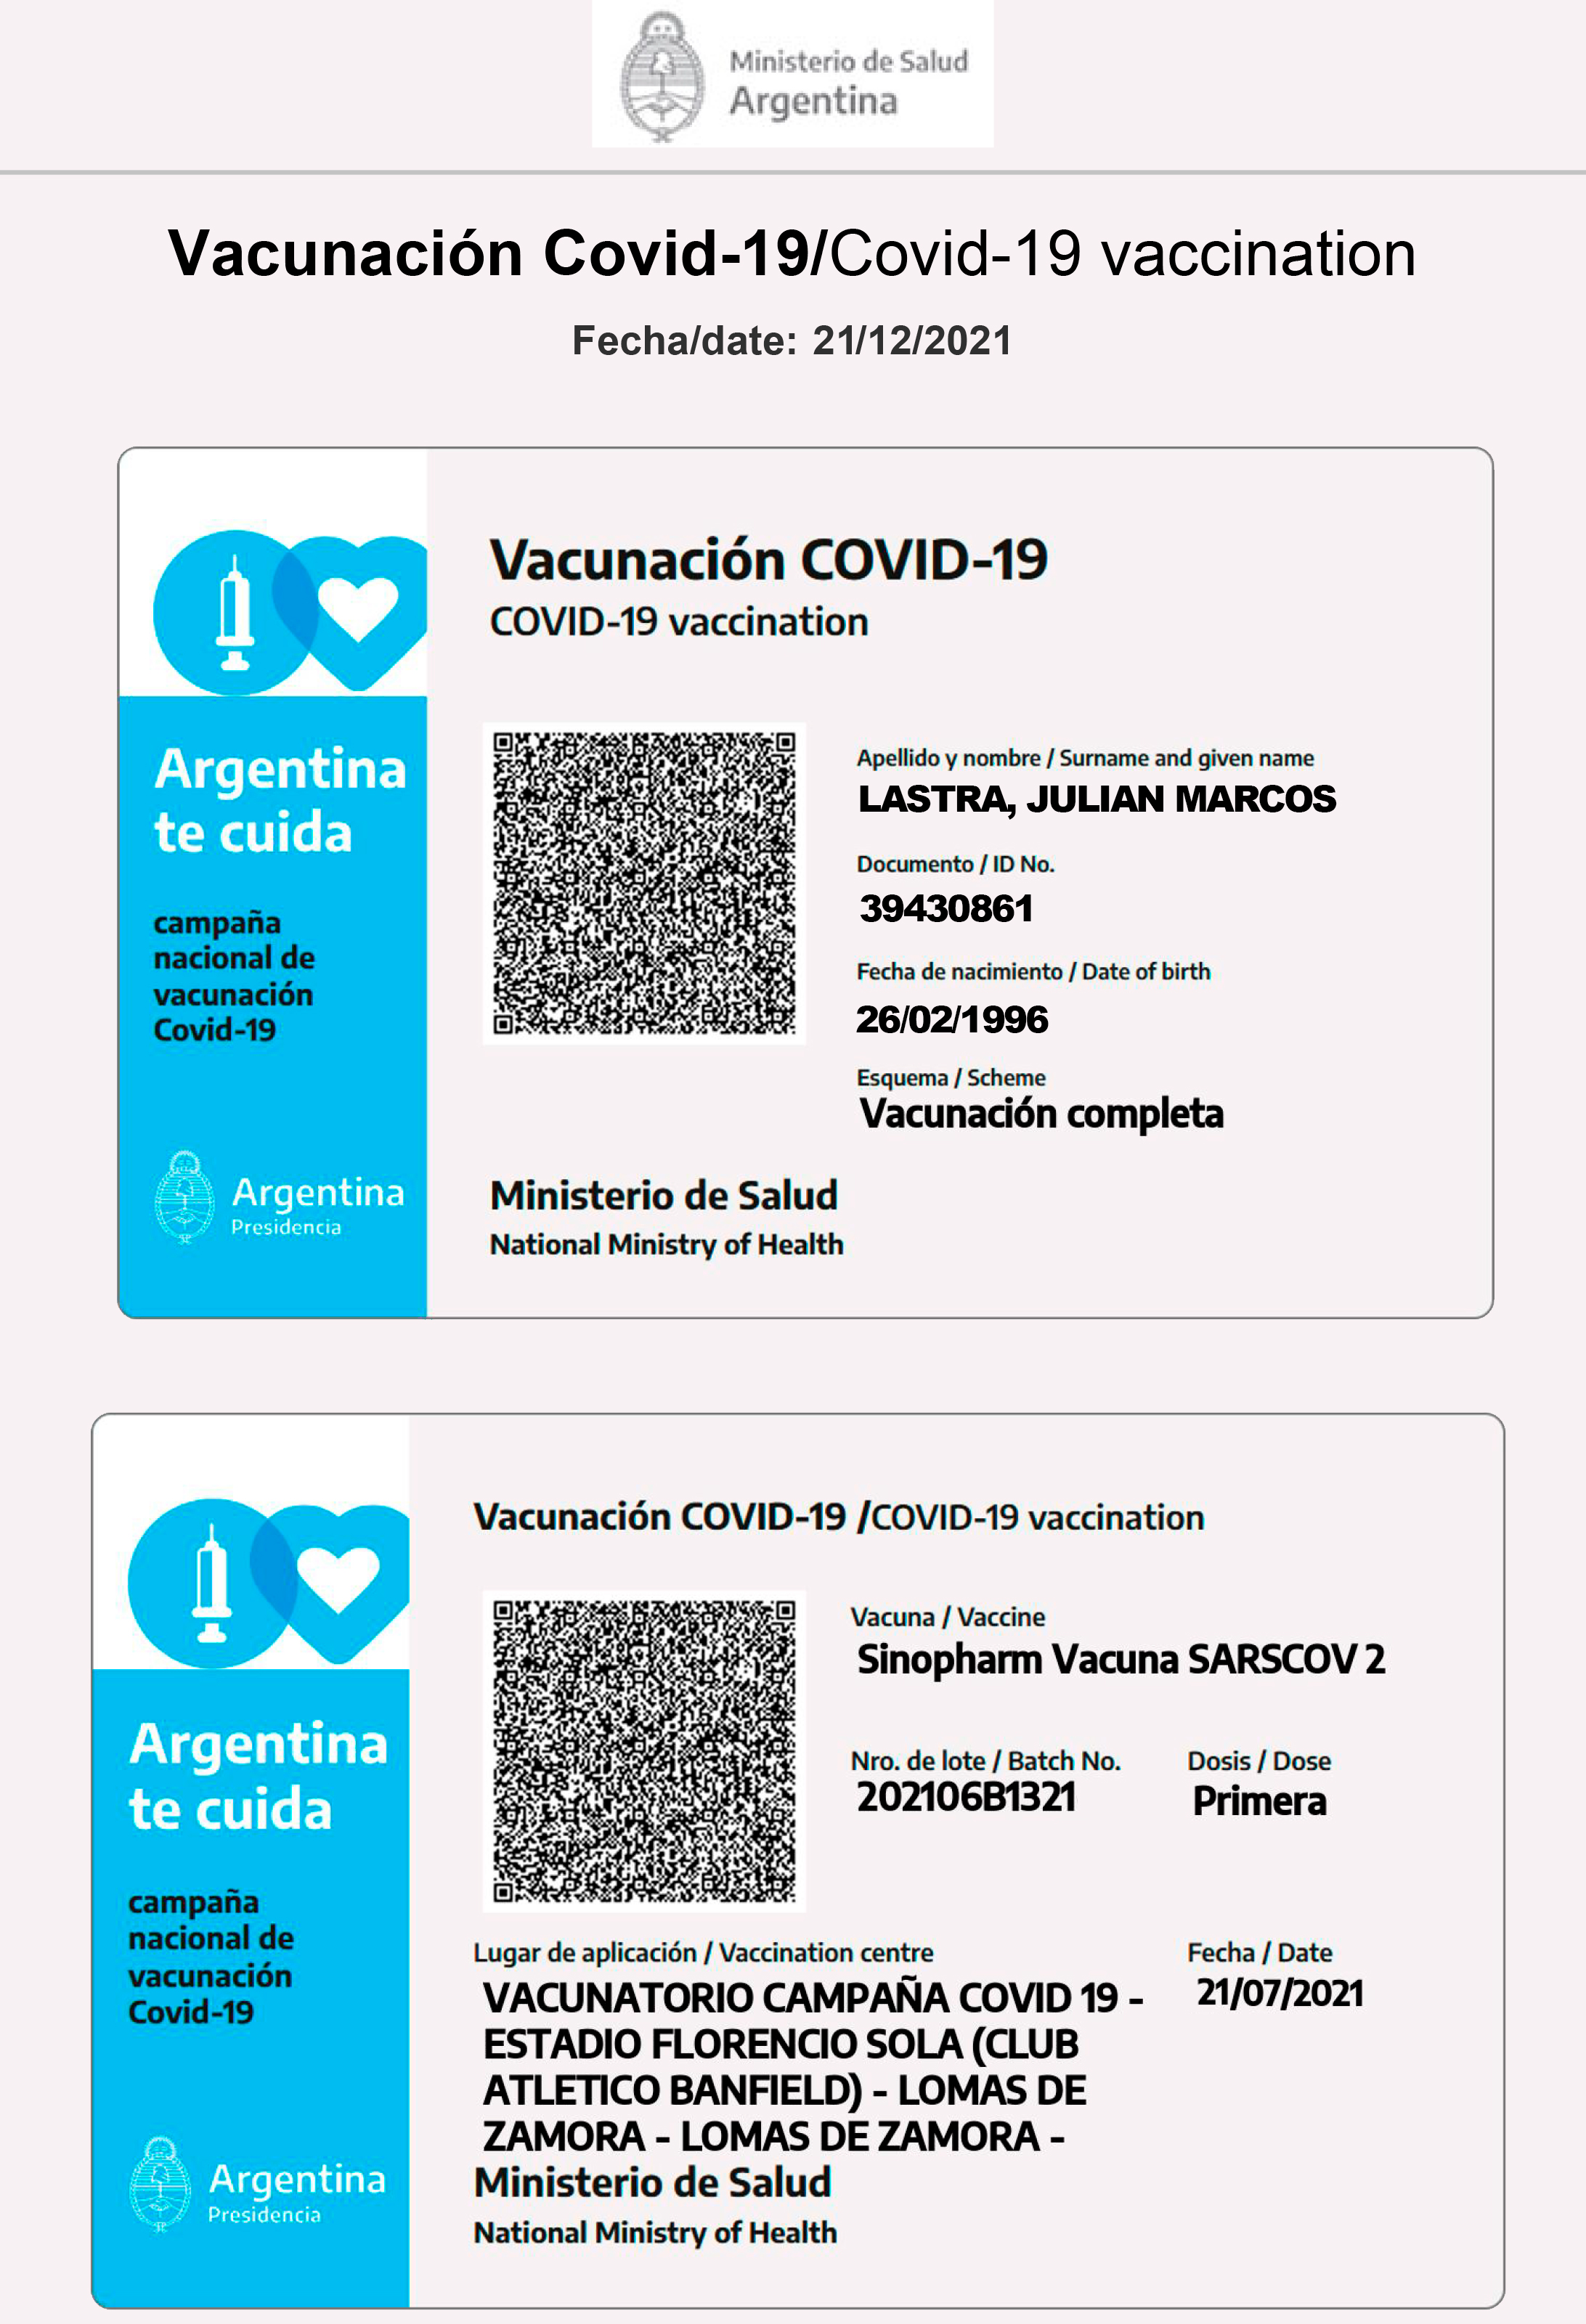 Ministerio de Salud
Argentina
Vacunación Covid-19/Covid-19 vaccination
Fecha/date: 21/12/2021
Vacunación COVID-19
COVID-19 vaccination
Argentina
te cuida
campaña
nacional de
vacunación
Covid-19
Argentina
Presidencia
Apellido y nombre / Surname and given name
LASTRA, JULIAN MARCOS
Documento / ID No.
39430861
Fecha de nacimiento / Date of birth
26/02/1996
Esquema / Scheme
Vacunación completa
Ministerio de Salud
National Ministry of Health
Vacunación COVID-19 /COVID-19 vaccination
Argentina
te cuida
campaña
nacional de
vacunación
Covid-19
Argentina
Presidencia
Vacuna / Vaccine
Sinopharm Vacuna SARSCOV 2
Nro. de lote / Batch No.
202106B1321
Dosis / Dose
Primera
Lugar de aplicación / Vaccination centre
VACUNATORIO CAMPAÑA COVID 19 -
ESTADIO FLORENCIO SOLA (CLUB
ATLETICO BANFIELD) - LOMAS DE
ZAMORA - LOMAS DE ZAMORA -
Fecha / Date
21/07/2021
Ministerio de Salud
National Ministry of Health